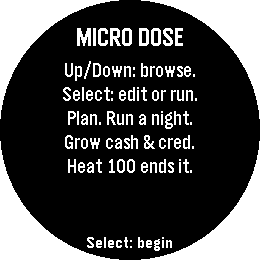 MICRO DOSE
Up/Down: browse.
Select: edit or run.
Plan. Run a night.
Grow cash & cred.
Heat 100 ends it.
Select: begin